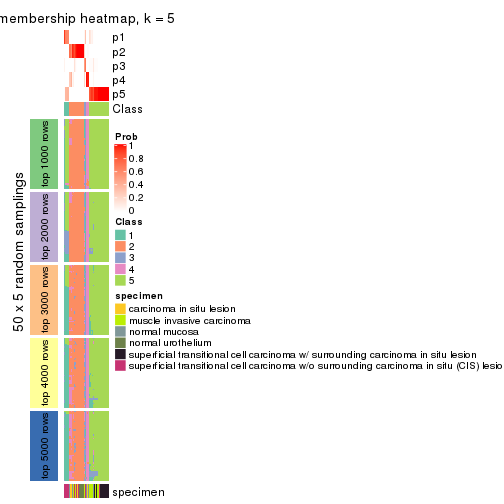 membership heatmap, k = 5
p1
p2
p3
p4
p5
Class
Prob
1
0.8
0.6
0.4
0.2
0
Class
1
2
3
4
5
specimen
carcinoma in situ lesion
muscle invasive carcinoma
normal mucosa
normal urothelium
superficial transitional cell carcinoma w/ surrounding carcinoma in situ lesion
superficial transitional cell carcinoma w/o surrounding carcinoma in situ (CIS) lesio
50 x 5 random samplings
top 1000 rows
top 2000 rows
top 3000 rows
top 4000 rows
top 5000 rows
specimen